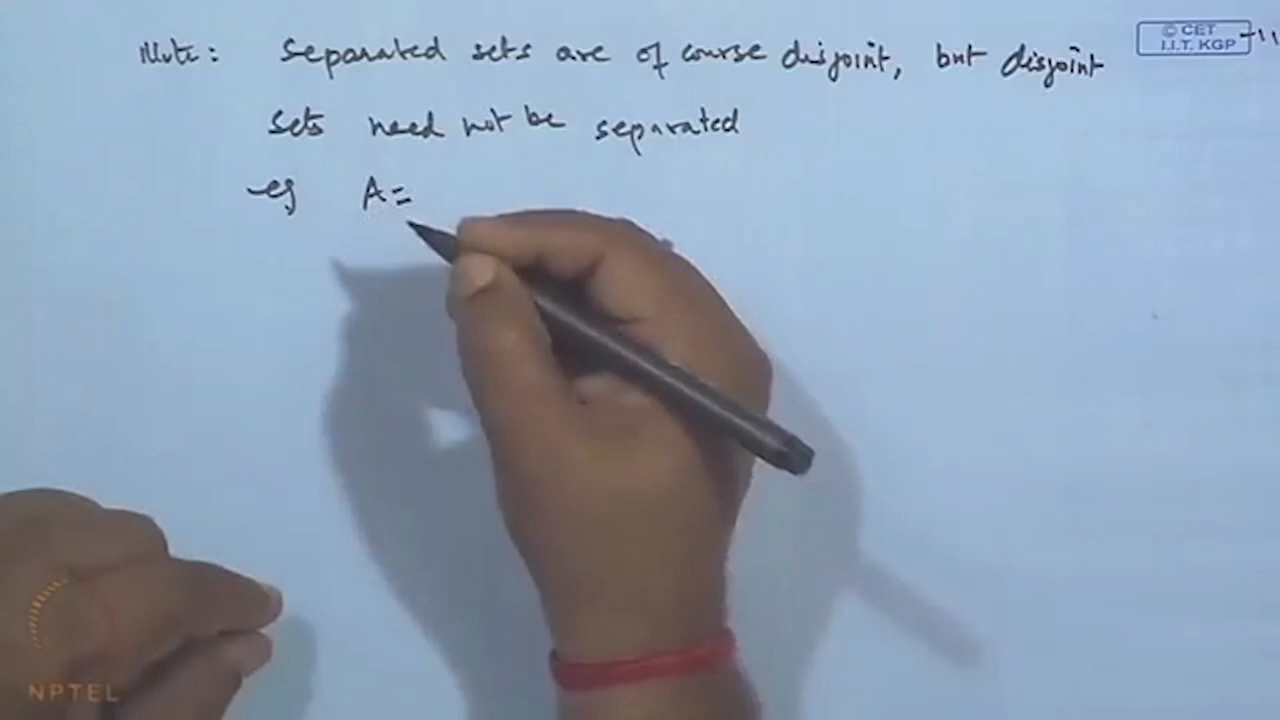 Note: Separated sets are of course disjoint, but disjoint
sets need not be separated
eg A=
© CET
I.I.T. KGP
NPTEL